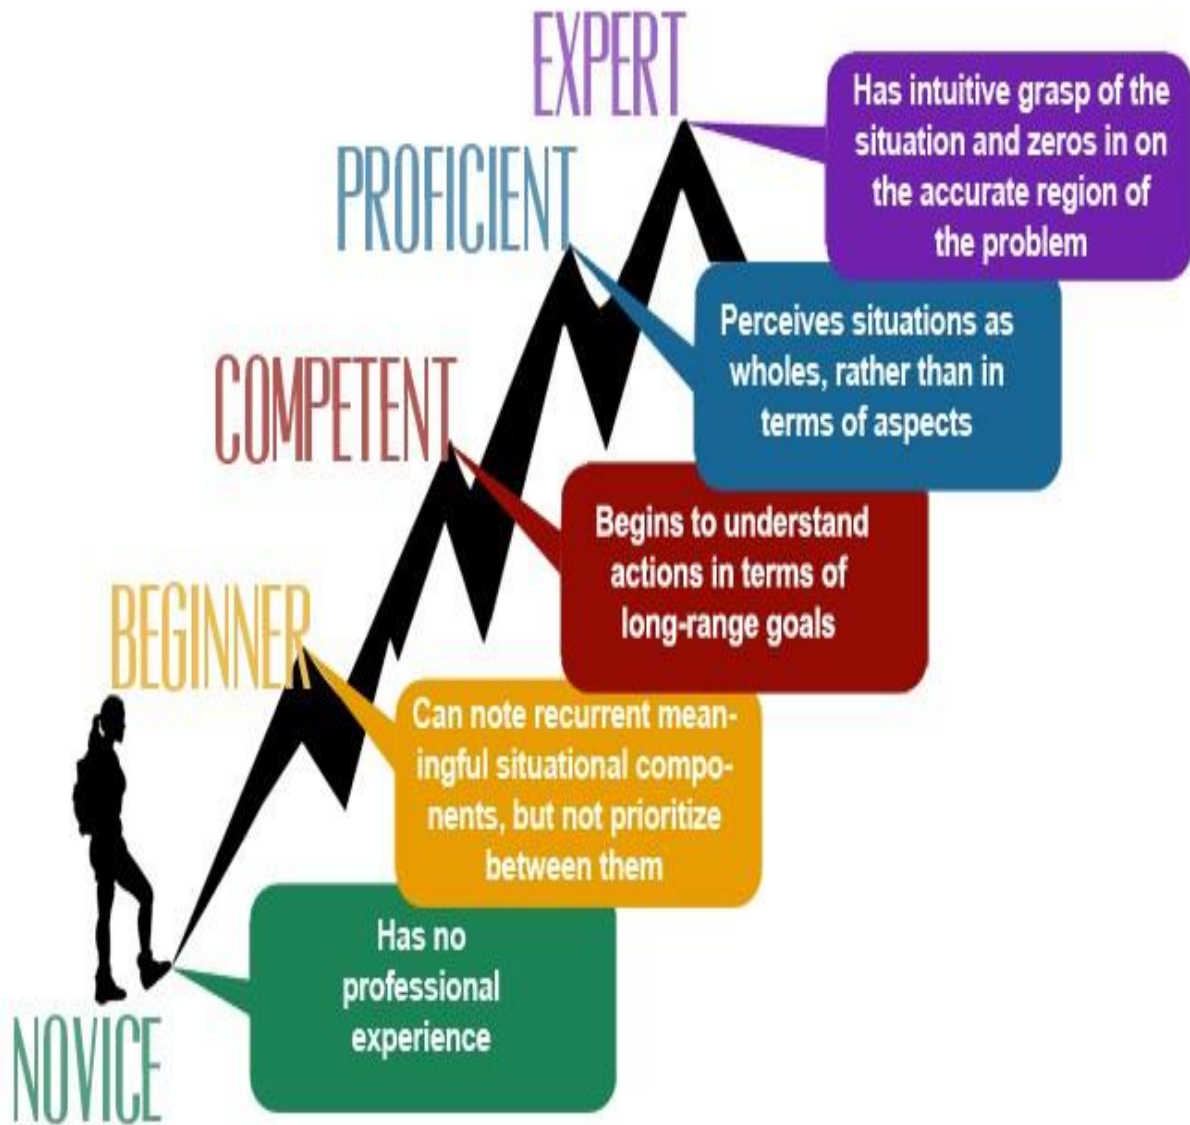 EXPERT
Has intuitive grasp of the
situation and zeros in on
the accurate region of
the problem
PROFICIENT
Perceives situations as
wholes, rather than in
terms of aspects
COMPETENT
Begins to understand
actions in terms of
long-range goals
BEGINNER
Can note recurrent mean-
ingful situational compo-
nents, but not prioritize
between them
Has no
professional
experience
NOVICE